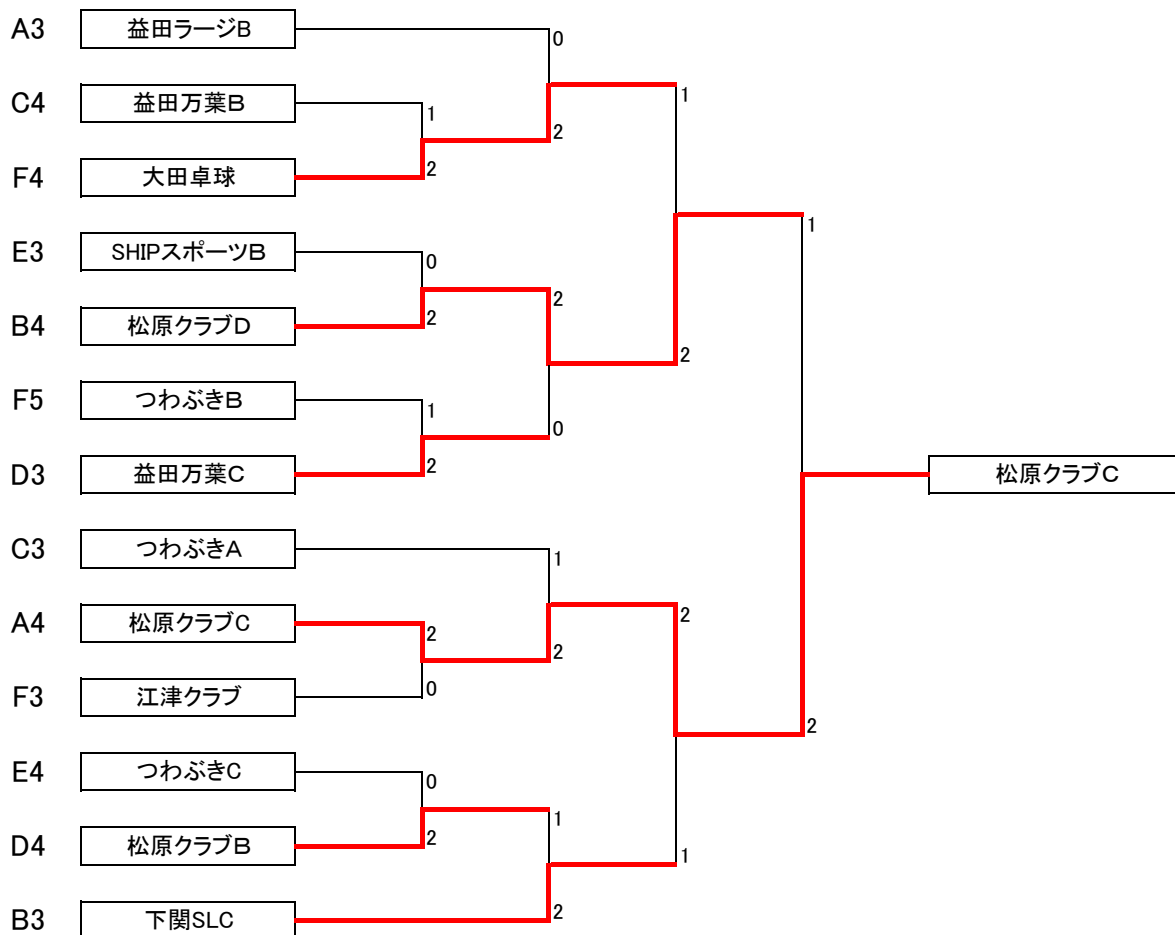 A3 益田ラージB
0
C4 益田万葉B
1
1
2
F4 大田卓球
2
1
E3 SHIPスポーツB
0
2
B4 松原クラブD
2
2
F5 つわぶきB
1
0
D3 益田万葉C
2
松原クラブC
C3 つわぶきA
1
A4 松原クラブC
2
2
2
F3 江津クラブ
0
2
E4 つわぶきC
0
1
D4 松原クラブB
2
1
B3 下関SLC
2